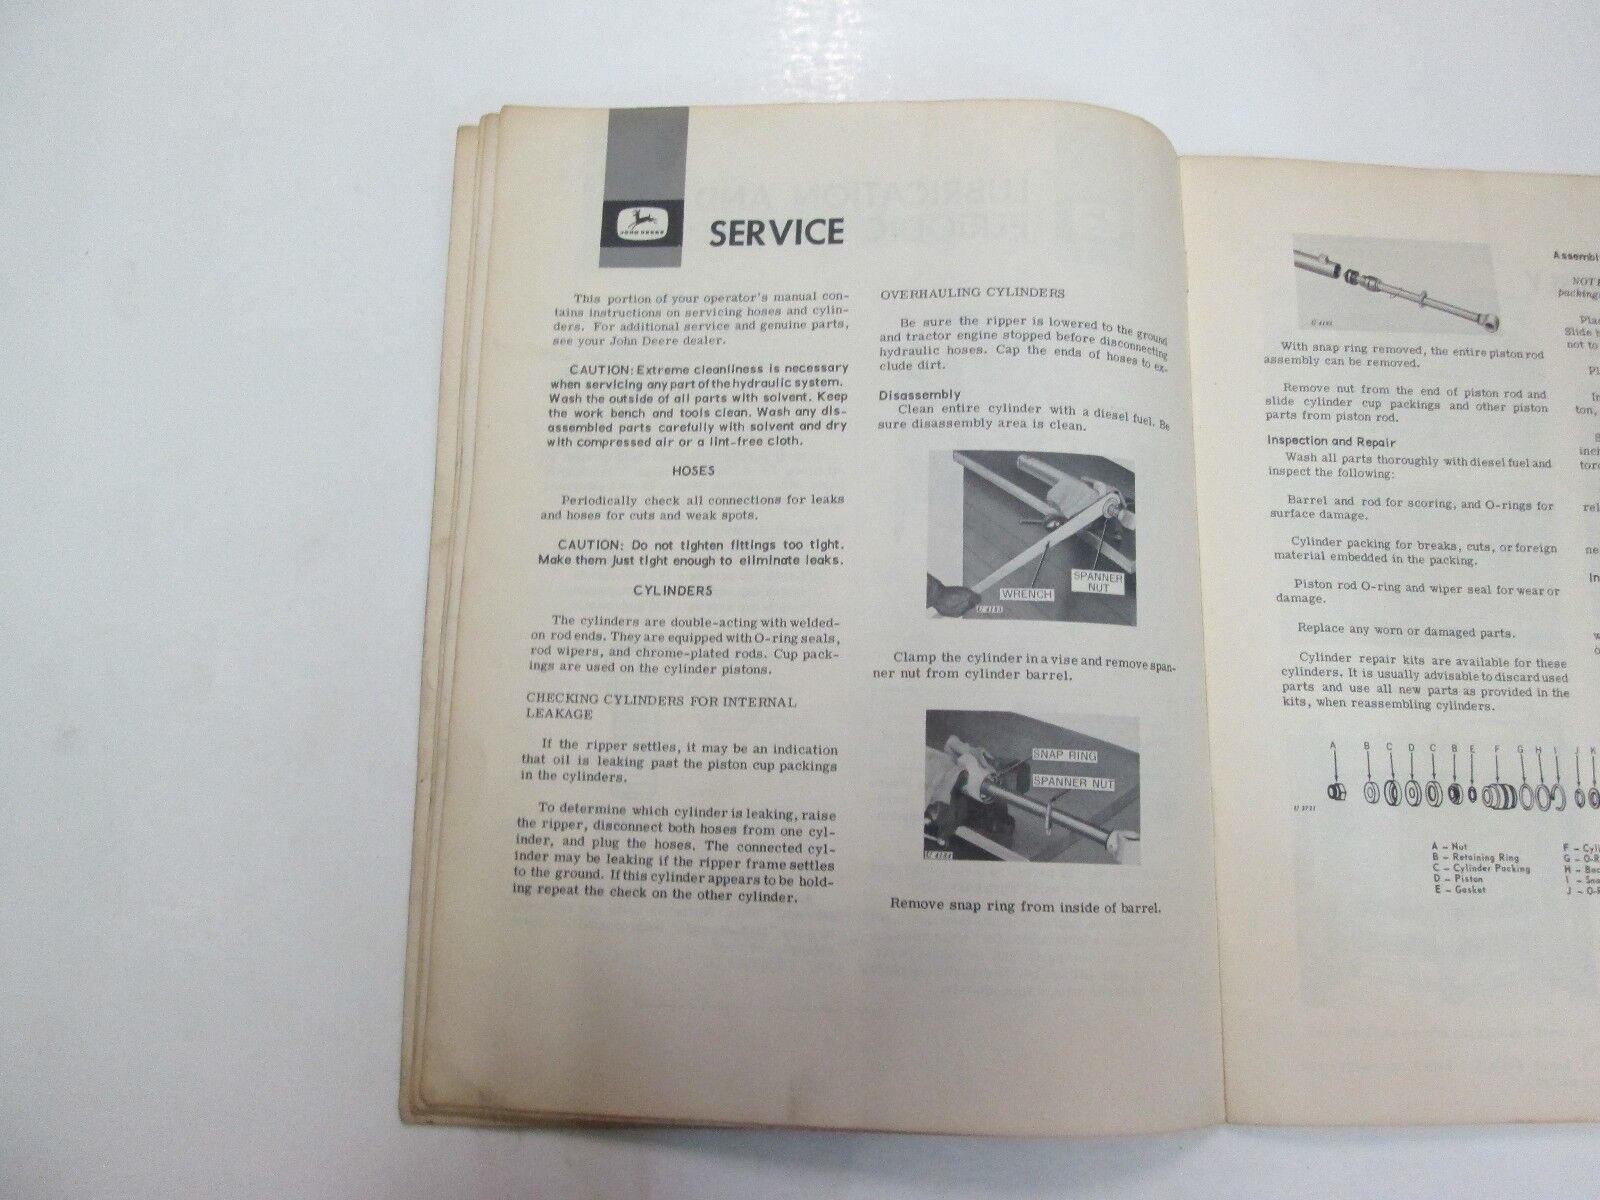 JOHN DEERE
SERVICE
This portion of your operator's manual con-
tains instructions on servicing hoses and cylin-
ders. For additional service and genuine parts,
see your John Deere dealer.
CAUTION: Extreme cleanliness is necessary
when servicing any part of the hydraulic system.
Wash the outside of all parts with solvent. Keep
the work bench and tools clean. Wash any dis-
assembled parts carefully with solvent and dry
with compressed air or a lint-free cloth.
HOSES
Periodically check all connections for leaks
and hoses for cuts and weak spots.
CAUTION: Do not tighten fittings too tight.
Make them just tight enough to eliminate leaks.
CYLINDERS
The cylinders are double-acting with welded-
on rod ends. They are equipped with O-ring seals,
rod wipers, and chrome-plated rods. Cup pack-
ings are used on the cylinder pistons.
CHECKING CYLINDERS FOR INTERNAL
LEAKAGE
If the ripper settles, it may be an indication
that oil is leaking past the piston cup packings
in the cylinders.
To determine which cylinder is leaking, raise
the ripper, disconnect both hoses from one cyl-
inder, and plug the hoses. The connected cyl-
inder may be leaking if the ripper frame settles
to the ground. If this cylinder appears to be hold-
ing repeat the check on the other cylinder.
OVERHAULING CYLINDERS
Be sure the ripper is lowered to the ground
and tractor engine stopped before disconnecting
hydraulic hoses. Cap the ends of hoses to ex-
clude dirt.
Disassembly
Clean entire cylinder with a diesel fuel. Be
sure disassembly area is clean.
WRENCH
SPANNER
NUT
U 4183
Clamp the cylinder in a vise and remove span-
ner nut from cylinder barrel.
SNAP RING
SPANNER NUT
U 4184
Remove snap ring from inside of barrel.
With snap ring removed, the entire piston rod
assembly can be removed.
Remove nut from the end of piston rod and
slide cylinder cup packings and other piston
parts from piston rod.
Inspection and Repair
Wash all parts thoroughly with diesel fuel and
inspect the following:
Barrel and rod for scoring, and O-rings for
surface damage.
Cylinder packing for breaks, cuts, or foreign
material embedded in the packing.
Piston rod O-ring and wiper seal for wear or
damage.
Replace any worn or damaged parts.
Cylinder repair kits are available for these
cylinders. It is usually advisable to discard used
parts and use all new parts as provided in the
kits, when reassembling cylinders.
A B C D C B E F G H I J K
A - Nut
B - Retaining Ring
C - Cylinder Packing
D - Piston
E - Gasket
F - Cyli
G - O-R
H - Bac
I - Sna
J - O-R
Assembl
NOTE
packing
Plac
Slide
not to
ton,
inch